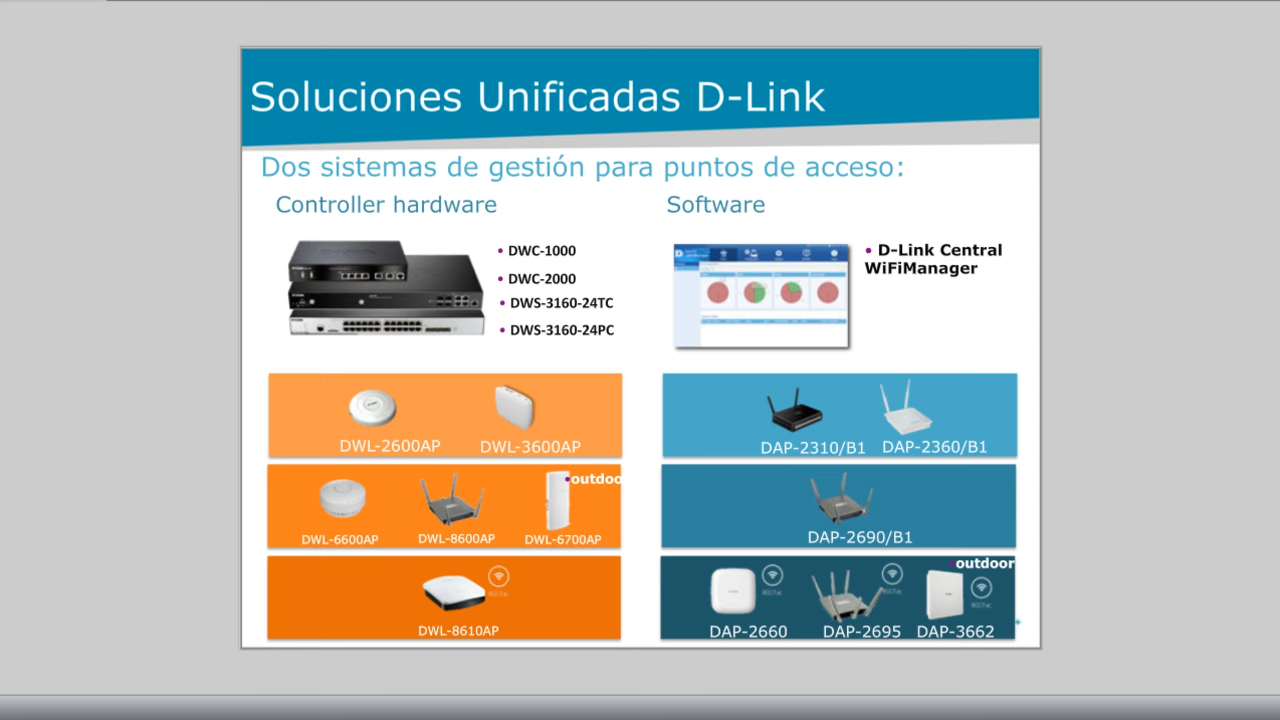 Soluciones Unificadas D-Link
Dos sistemas de gestión para puntos de acceso:
Controller hardware
• DWC-1000
• DWC-2000
• DWS-3160-24TC
• DWS-3160-24PC
DWL-2600AP
DWL-3600AP
• outdoo
DWL-6600AP
DWL-8600AP
DWL-6700AP
DWL-8610AP
Software
• D-Link Central
WiFiManager
DAP-2310/B1
DAP-2360/B1
DAP-2690/B1
• outdoor
DAP-2660
DAP-2695
DAP-3662